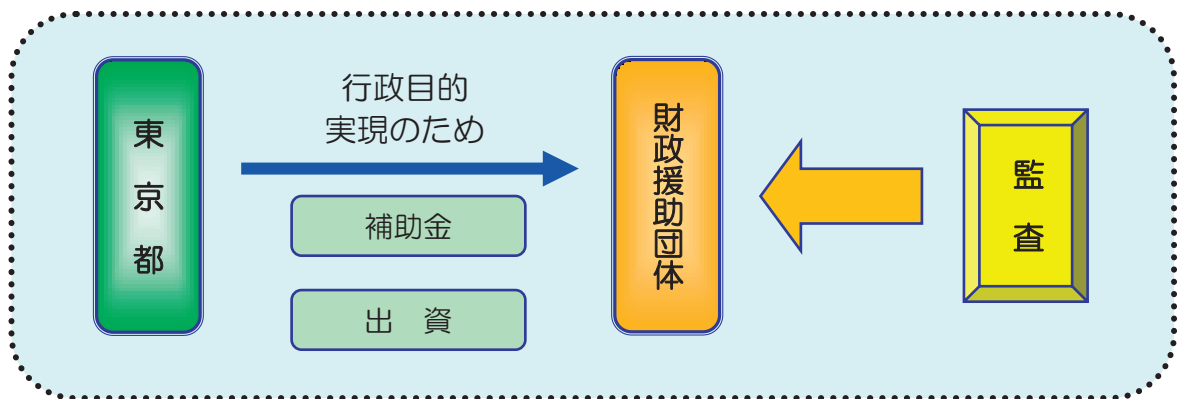 東京都
行政目的
実現のため
補助金
出　資
財政援助団体
監査